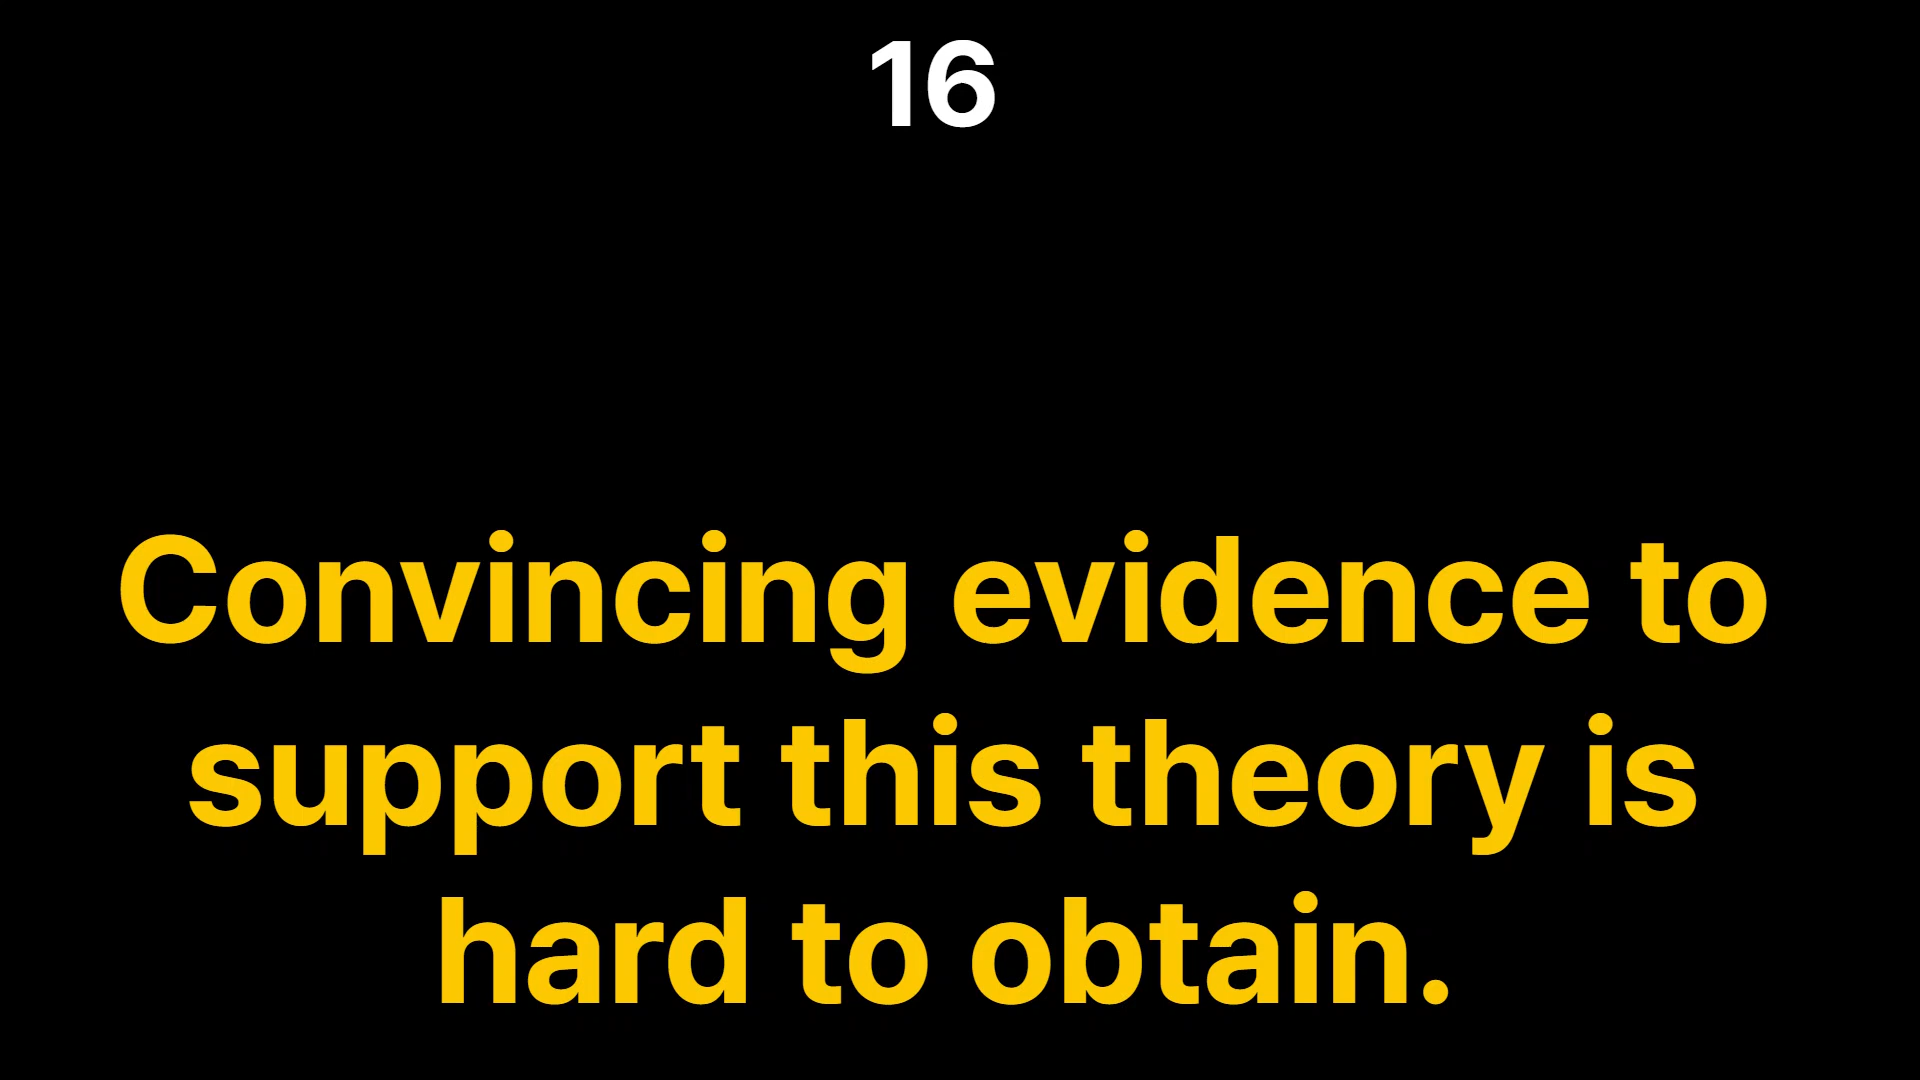 16
Convincing evidence to
support this theory is
hard to obtain.